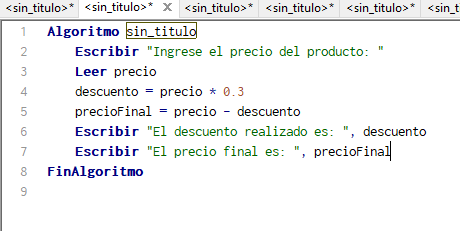 <sin_titulo>* <sin_titulo>* X <sin_titulo>* <sin_titulo>* <sin_titulo>* <sin_t
1 Algoritmo sin_titulo
2 Escribir "Ingrese el precio del producto: "
3 Leer precio
4 descuento = precio * 0.3
5 precioFinal = precio - descuento
6 Escribir "El descuento realizado es: ", descuento
7 Escribir "El precio final es: ", precioFinal
8 FinAlgoritmo
9